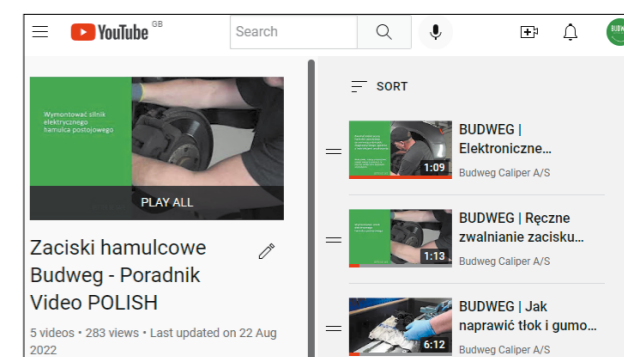 YouTube GB
Search
BUDWEG
Wymontować silnik
elektrycznego
hamulca postojowego
PLAY ALL
Zaciski hamulcowe
Budweg - Poradnik
Video POLISH
5 videos • 283 views • Last updated on 22 Aug
2022
SORT
1:09
BUDWEG |
Elektroniczne...
Budweg Caliper A/S
1:13
BUDWEG | Ręczne
zwalnianie zacisku...
Budweg Caliper A/S
6:12
BUDWEG | Jak
naprawić tłok i gumo...
Budweg Caliper A/S